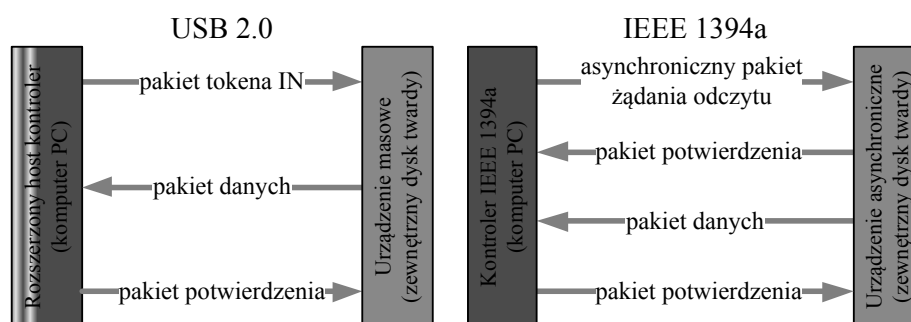 USB 2.0
Rozszerzony host kontroler
(komputer PC)
pakiet tokena IN
pakiet danych
pakiet potwierdzenia
Urządzenie masowe
(zewnętrzny dysk twardy)
IEEE 1394a
Kontroler IEEE 1394a
(komputer PC)
asynchroniczny pakiet
żądania odczytu
pakiet potwierdzenia
pakiet danych
pakiet potwierdzenia
Urządzenie asynchroniczne
(zewnętrzny dysk twardy)